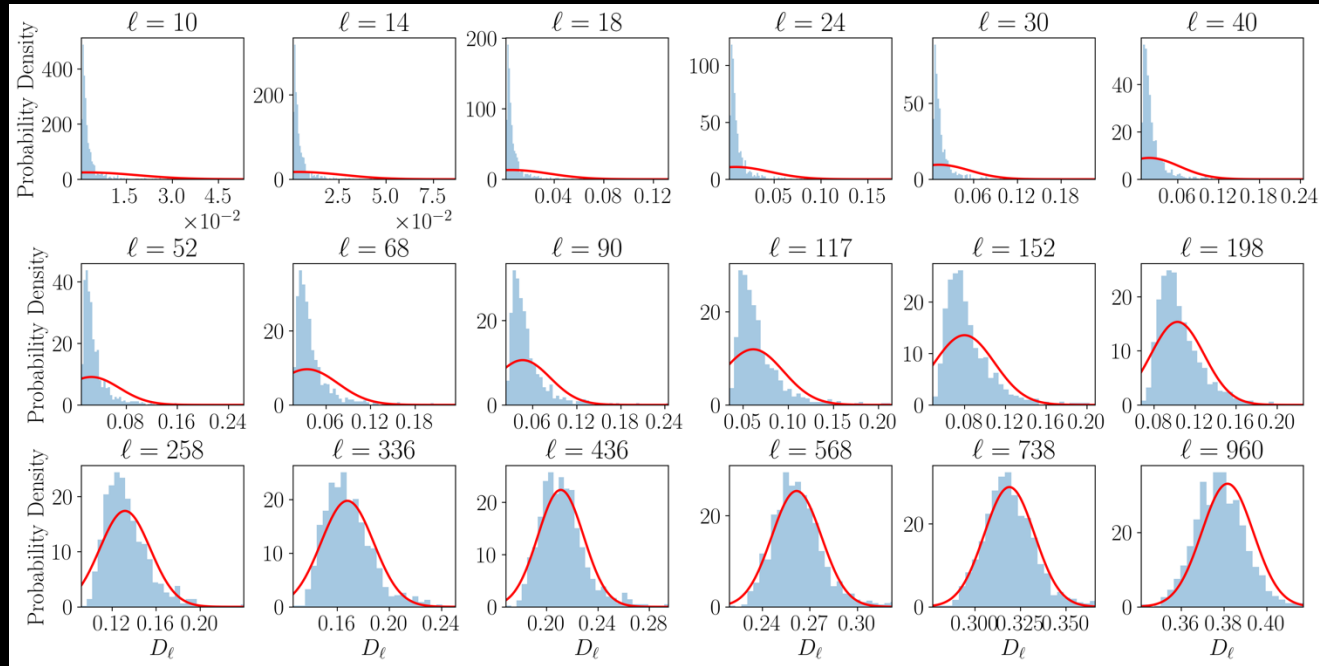 ℓ = 10 ℓ = 14 ℓ = 18 ℓ = 24 ℓ = 30 ℓ = 40
Probability Density
400
200
0
1.5 3.0 4.5
×10⁻²
200
0
2.5 5.0 7.5
×10⁻²
200
100
0
0.04 0.08 0.12
100
50
0
0.05 0.10 0.15
50
0
0.06 0.12 0.18
40
20
0
0.06 0.12 0.18 0.24
ℓ = 52 ℓ = 68 ℓ = 90 ℓ = 117 ℓ = 152 ℓ = 198
Probability Density
40
20
0
0.08 0.16 0.24
20
0
0.06 0.12 0.18
20
0
0.06 0.12 0.18 0.24
20
0
0.05 0.10 0.15 0.20
20
10
0
0.08 0.12 0.16 0.20
20
10
0
0.08 0.12 0.16 0.20
ℓ = 258 ℓ = 336 ℓ = 436 ℓ = 568 ℓ = 738 ℓ = 960
Probability Density
20
10
0
0.12 0.16 0.20
D_ℓ
20
10
0
0.16 0.20 0.24
D_ℓ
20
10
0
0.20 0.24 0.28
D_ℓ
20
0
0.24 0.27 0.30
D_ℓ
20
0
0.300 0.325 0.350
D_ℓ
20
0
0.36 0.38 0.40
D_ℓ